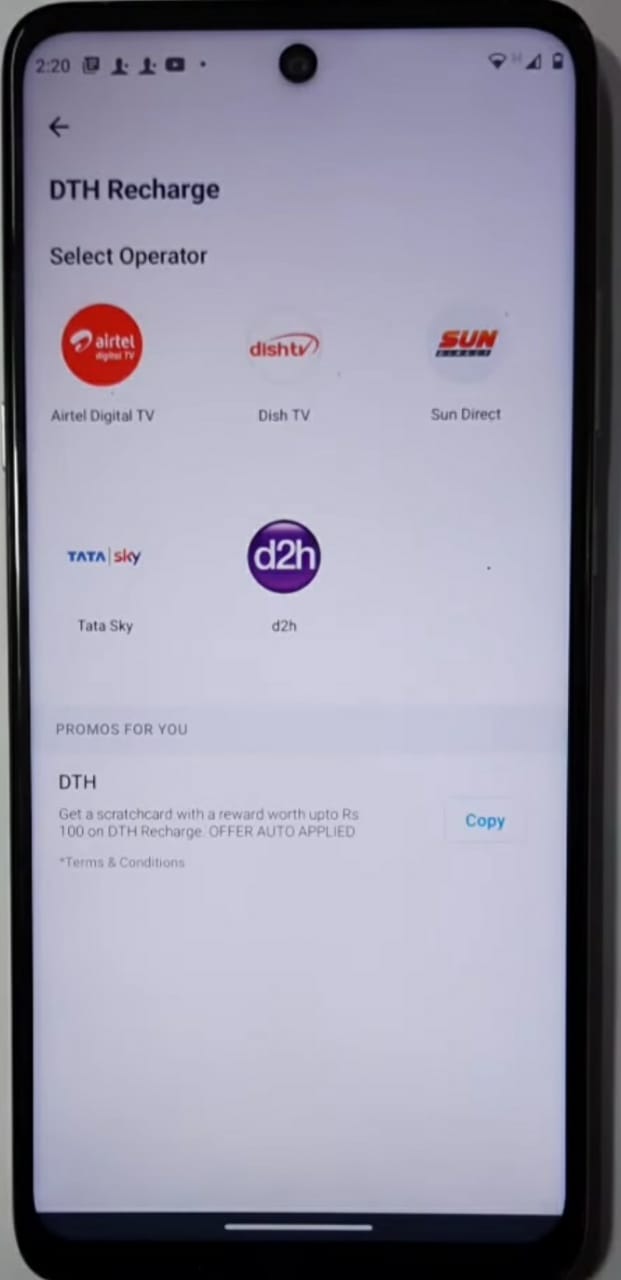 2:20
DTH Recharge
Select Operator
airtel
digital TV
dishtv
SUN
DIRECT
Airtel Digital TV
Dish TV
Sun Direct
TATA sky
d2h
Tata Sky
d2h
PROMOS FOR YOU
DTH
Get a scratchcard with a reward worth upto Rs
100 on DTH Recharge. OFFER AUTO APPLIED
Copy
*Terms & Conditions